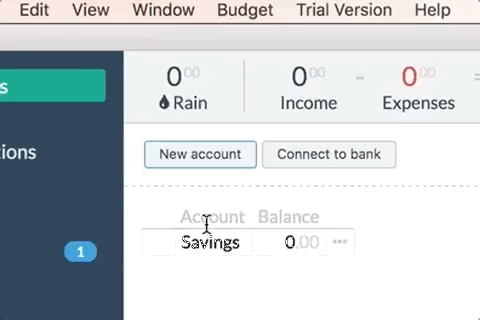 Edit View Window Budget Trial Version Help
s
0 00 0 00 - 0 00 =
Rain Income Expenses
New account Connect to bank
tions
Account Balance
Savings 0.00 •••
1